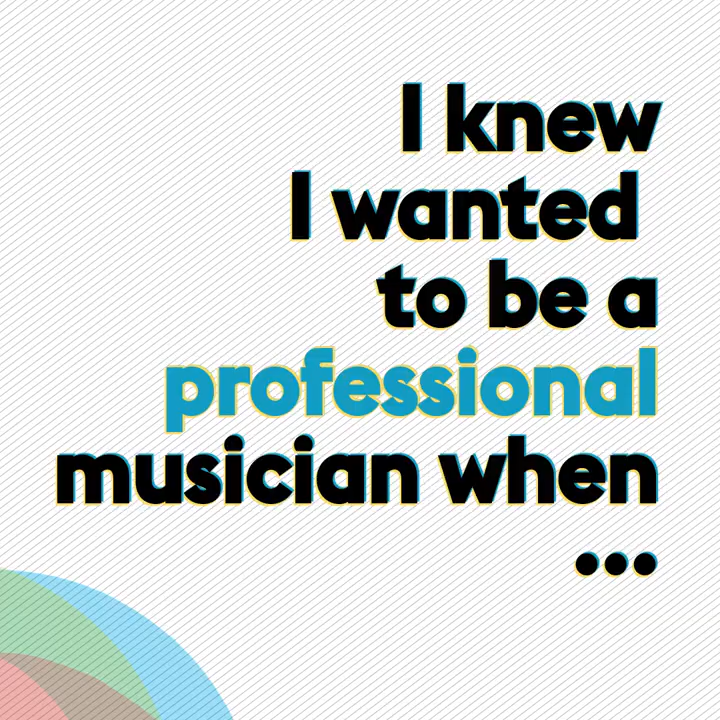 I knew
I wanted
to be a
professional
musician when
...